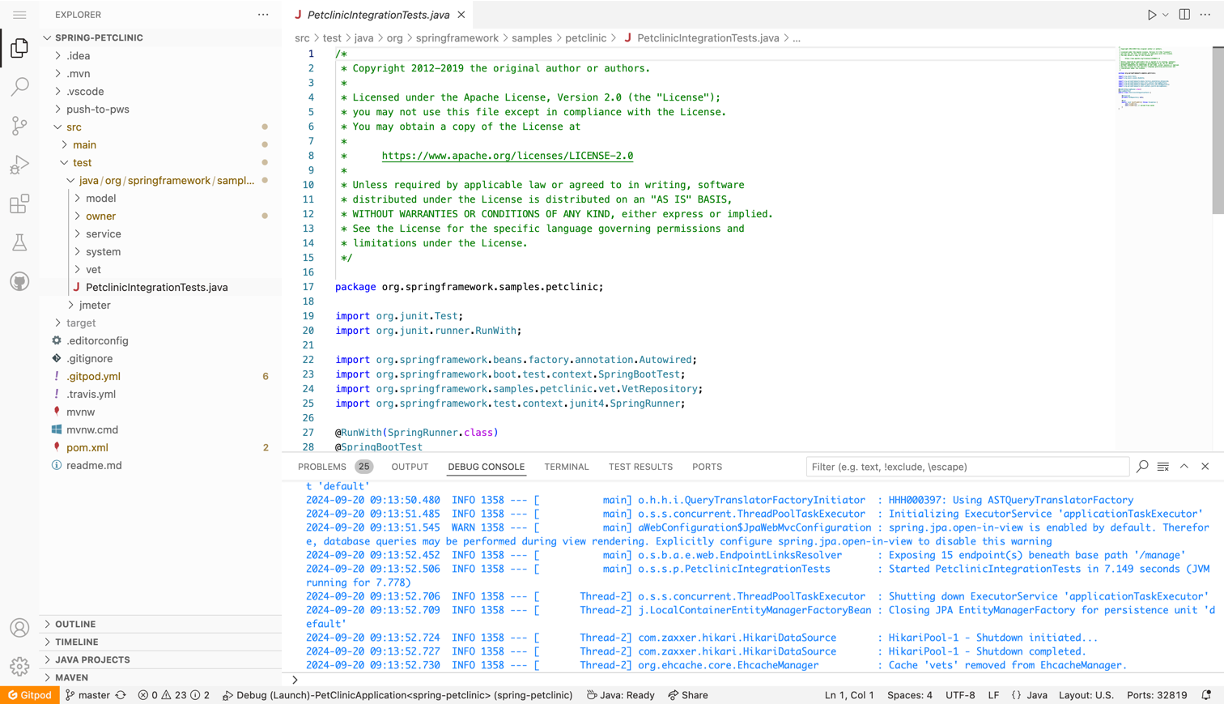 EXPLORER
PetclinicIntegrationTests.java
SPRING-PETCLINIC
.idea
.mvn
.vscode
push-to-pws
src
main
test
java/org/springframework/sampl...
model
owner
service
system
vet
PetclinicIntegrationTests.java
jmeter
target
.editorconfig
.gitignore
! .gitpod.yml 6
! .travis.yml
mvnw
mvnw.cmd
pom.xml 2
readme.md
OUTLINE
TIMELINE
JAVA PROJECTS
MAVEN
src > test > java > org > springframework > samples > petclinic > J PetclinicIntegrationTests.java > ...
1 /*
2 * Copyright 2012-2019 the original author or authors.
3 *
4 * Licensed under the Apache License, Version 2.0 (the "License");
5 * you may not use this file except in compliance with the License.
6 * You may obtain a copy of the License at
7 *
8 * https://www.apache.org/licenses/LICENSE-2.0
9 *
10 * Unless required by applicable law or agreed to in writing, software
11 * distributed under the License is distributed on an "AS IS" BASIS,
12 * WITHOUT WARRANTIES OR CONDITIONS OF ANY KIND, either express or implied.
13 * See the License for the specific language governing permissions and
14 * limitations under the License.
15 */
16
17 package org.springframework.samples.petclinic;
18
19 import org.junit.Test;
20 import org.junit.runner.RunWith;
21
22 import org.springframework.beans.factory.annotation.Autowired;
23 import org.springframework.boot.test.context.SpringBootTest;
24 import org.springframework.samples.petclinic.vet.VetRepository;
25 import org.springframework.test.context.junit4.SpringRunner;
26
27 @RunWith(SpringRunner.class)
28 @SpringBootTest
PROBLEMS 25 OUTPUT DEBUG CONSOLE TERMINAL TEST RESULTS PORTS Filter (e.g. text, !exclude, \escape)
t 'default'
2024-09-20 09:13:50.480 INFO 1358 --- [ main] o.h.h.i.QueryTranslatorFactoryInitiator : HHH000397: Using ASTQueryTranslatorFactory
2024-09-20 09:13:51.485 INFO 1358 --- [ main] o.s.s.concurrent.ThreadPoolTaskExecutor : Initializing ExecutorService 'applicationTaskExecutor'
2024-09-20 09:13:51.545 WARN 1358 --- [ main] aWebConfiguration$JpaWebMvcConfiguration : spring.jpa.open-in-view is enabled by default. Therefor
e, database queries may be performed during view rendering. Explicitly configure spring.jpa.open-in-view to disable this warning
2024-09-20 09:13:52.452 INFO 1358 --- [ main] o.s.b.a.e.web.EndpointLinksResolver : Exposing 15 endpoint(s) beneath base path '/manage'
2024-09-20 09:13:52.506 INFO 1358 --- [ main] o.s.s.p.PetclinicIntegrationTests : Started PetclinicIntegrationTests in 7.149 seconds (JVM
running for 7.778)
2024-09-20 09:13:52.706 INFO 1358 --- [ Thread-2] o.s.s.concurrent.ThreadPoolTaskExecutor : Shutting down ExecutorService 'applicationTaskExecutor'
2024-09-20 09:13:52.709 INFO 1358 --- [ Thread-2] j.LocalContainerEntityManagerFactoryBean : Closing JPA EntityManagerFactory for persistence unit 'd
efault'
2024-09-20 09:13:52.724 INFO 1358 --- [ Thread-2] com.zaxxer.hikari.HikariDataSource : HikariPool-1 - Shutdown initiated...
2024-09-20 09:13:52.727 INFO 1358 --- [ Thread-2] com.zaxxer.hikari.HikariDataSource : HikariPool-1 - Shutdown completed.
2024-09-20 09:13:52.730 INFO 1358 --- [ Thread-2] org.ehcache.core.EhcacheManager : Cache 'vets' removed from EhcacheManager.
Gitpod master 0 23 2 Debug (Launch)-PetClinicApplication<spring-petclinic> (spring-petclinic) Java: Ready Share Ln 1, Col 1 Spaces: 4 UTF-8 LF {} Java Layout: U.S. Ports: 32819